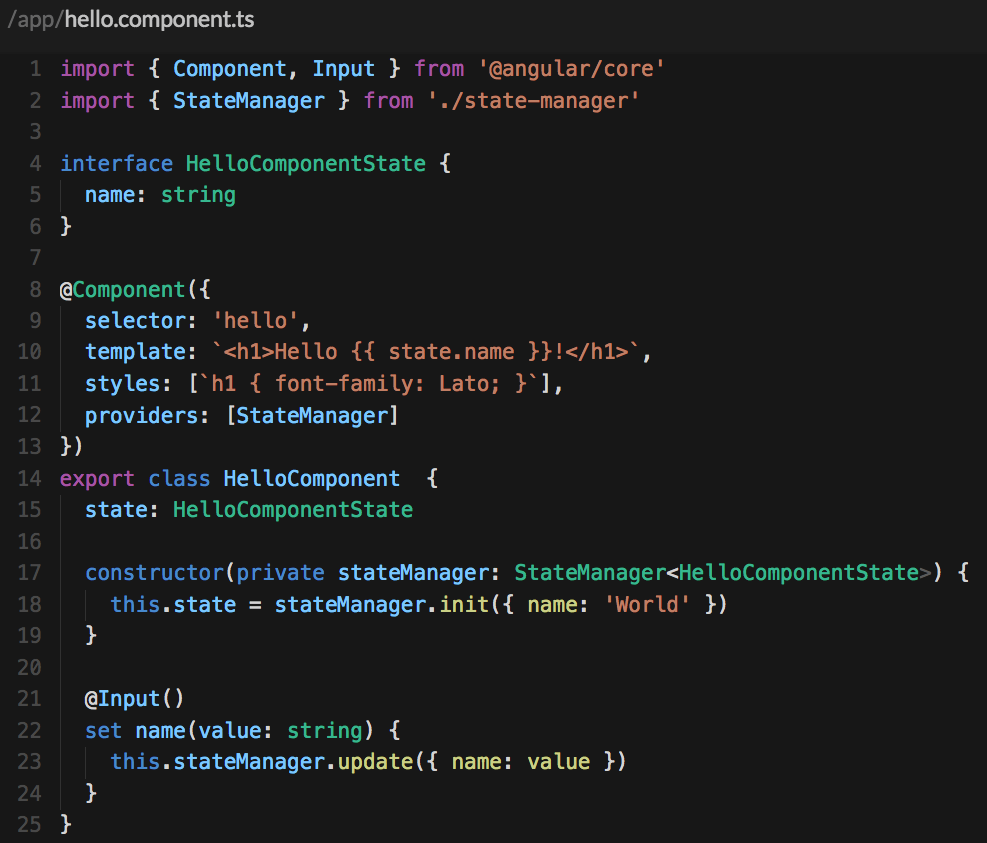 /app/hello.component.ts
1 import { Component, Input } from '@angular/core'
2 import { StateManager } from './state-manager'
3
4 interface HelloComponentState {
5   name: string
6 }
7
8 @Component({
9   selector: 'hello',
10   template: `<h1>Hello {{ state.name }}!</h1>`,
11   styles: [`h1 { font-family: Lato; }`],
12   providers: [StateManager]
13 })
14 export class HelloComponent  {
15   state: HelloComponentState
16
17   constructor(private stateManager: StateManager<HelloComponentState>) {
18     this.state = stateManager.init({ name: 'World' })
19   }
20
21   @Input()
22   set name(value: string) {
23     this.stateManager.update({ name: value })
24   }
25 }